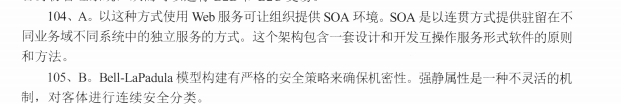 104、A。以这种方式使用 Web 服务可让组织提供 SOA 环境。SOA 是以连贯方式提供驻留在不
同业务域不同系统中的独立服务的方式。这个架构包含一套设计和开发互操作服务形式软件的原则
和方法。
105、B。Bell-LaPadula 模型构建有严格的安全策略来确保机密性。强静属性是一种不灵活的机
制，对客体进行连续安全分类。